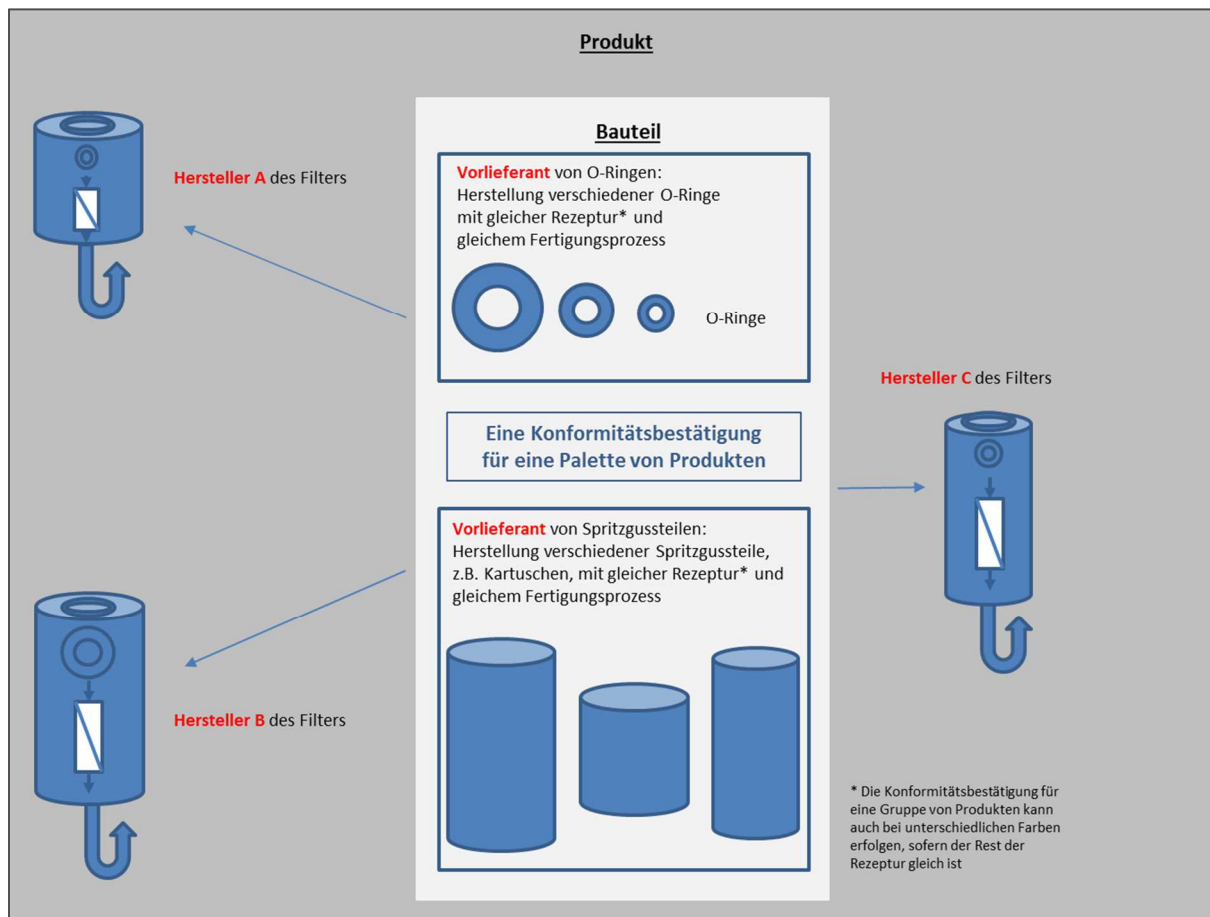 Produkt
Bauteil
Vorlieferant von O-Ringen:
Herstellung verschiedener O-Ringe
mit gleicher Rezeptur* und
gleichem Fertigungsprozess
O-Ringe
Hersteller A des Filters
Eine Konformitätsbestätigung
für eine Palette von Produkten
Hersteller C des Filters
Vorlieferant von Spritzgussteilen:
Herstellung verschiedener Spritzgussteile,
z.B. Kartuschen, mit gleicher Rezeptur* und
gleichem Fertigungsprozess
Hersteller B des Filters
* Die Konformitätsbestätigung für
eine Gruppe von Produkten kann
auch bei unterschiedlichen Farben
erfolgen, sofern der Rest der
Rezeptur gleich ist